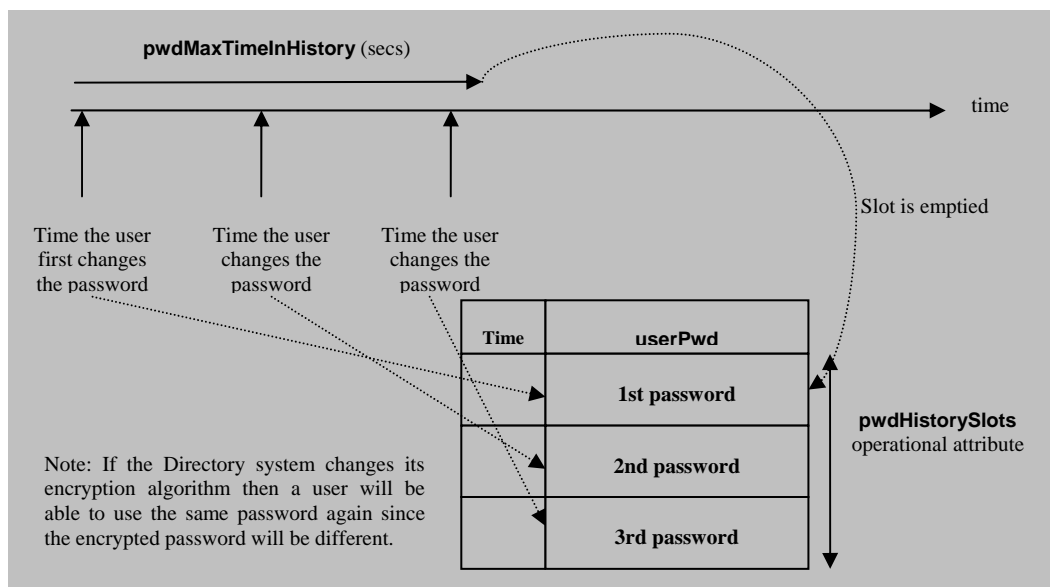 pwdMaxTimeInHistory (secs)
time
Slot is emptied
Time the user
first changes
the password
Time the user
changes the
password
Time the user
changes the
password
Time userPwd
1st password
2nd password
3rd password
pwdHistorySlots
operational attribute
Note: If the Directory system changes its
encryption algorithm then a user will be
able to use the same password again since
the encrypted password will be different.